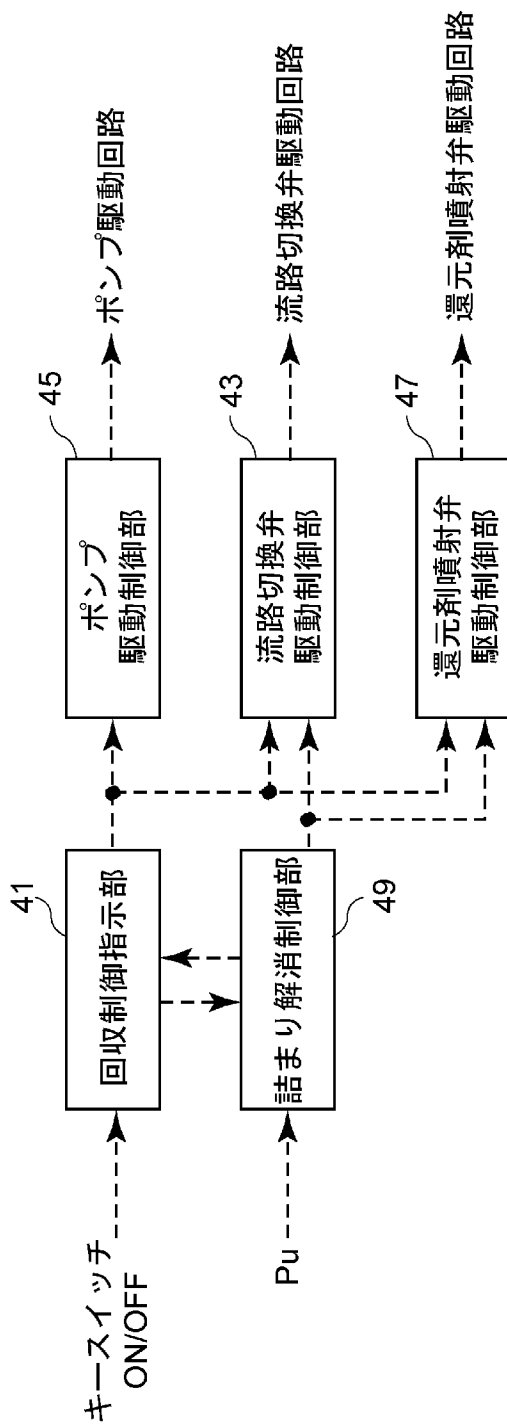 キースイッチ
ON/OFF
41
回収制御指示部
45
ポンプ
駆動制御部
ポンプ駆動回路
43
流路切換弁
駆動制御部
流路切換弁駆動回路
Pu
詰まり解消制御部
49
47
還元剤噴射弁
駆動制御部
還元剤噴射弁駆動回路